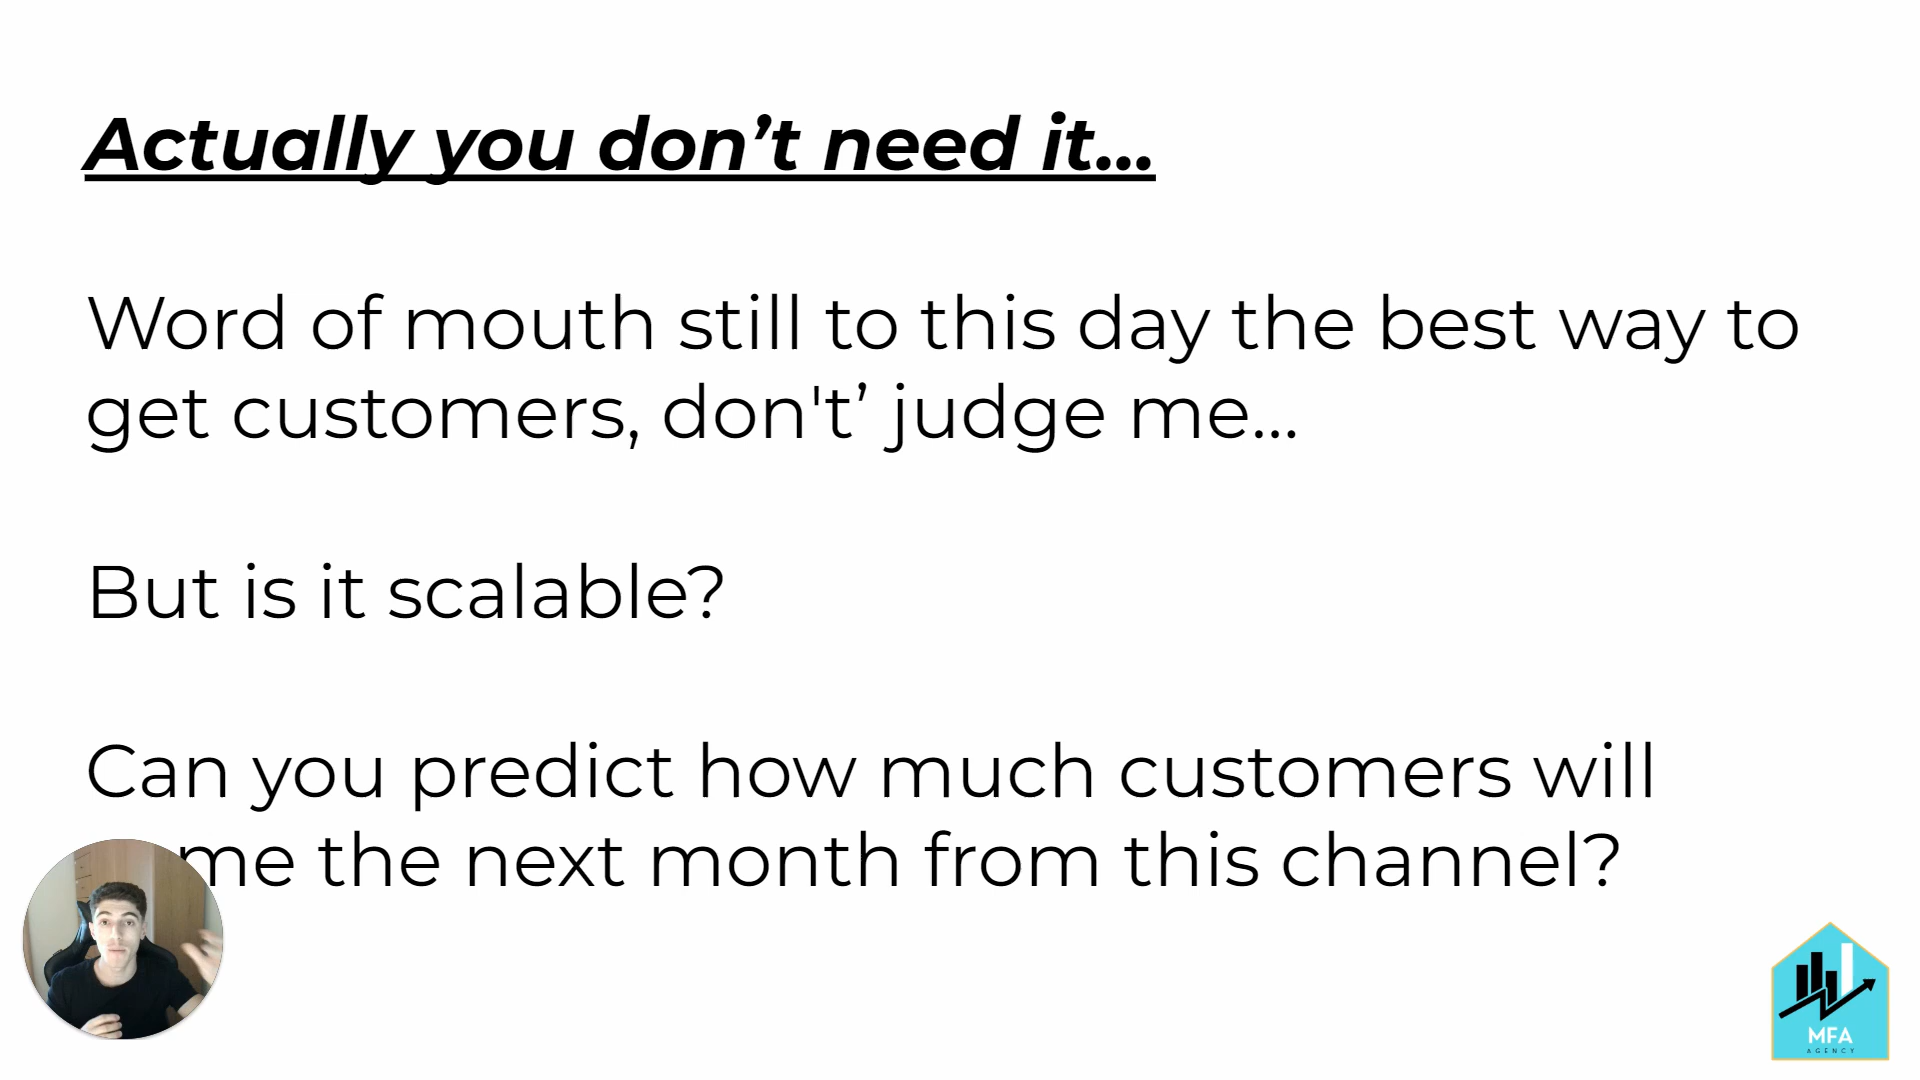 Actually you don’t need it...
Word of mouth still to this day the best way to
get customers, don't’ judge me...
But is it scalable?
Can you predict how much customers will
me the next month from this channel?
MFA
AGENCY